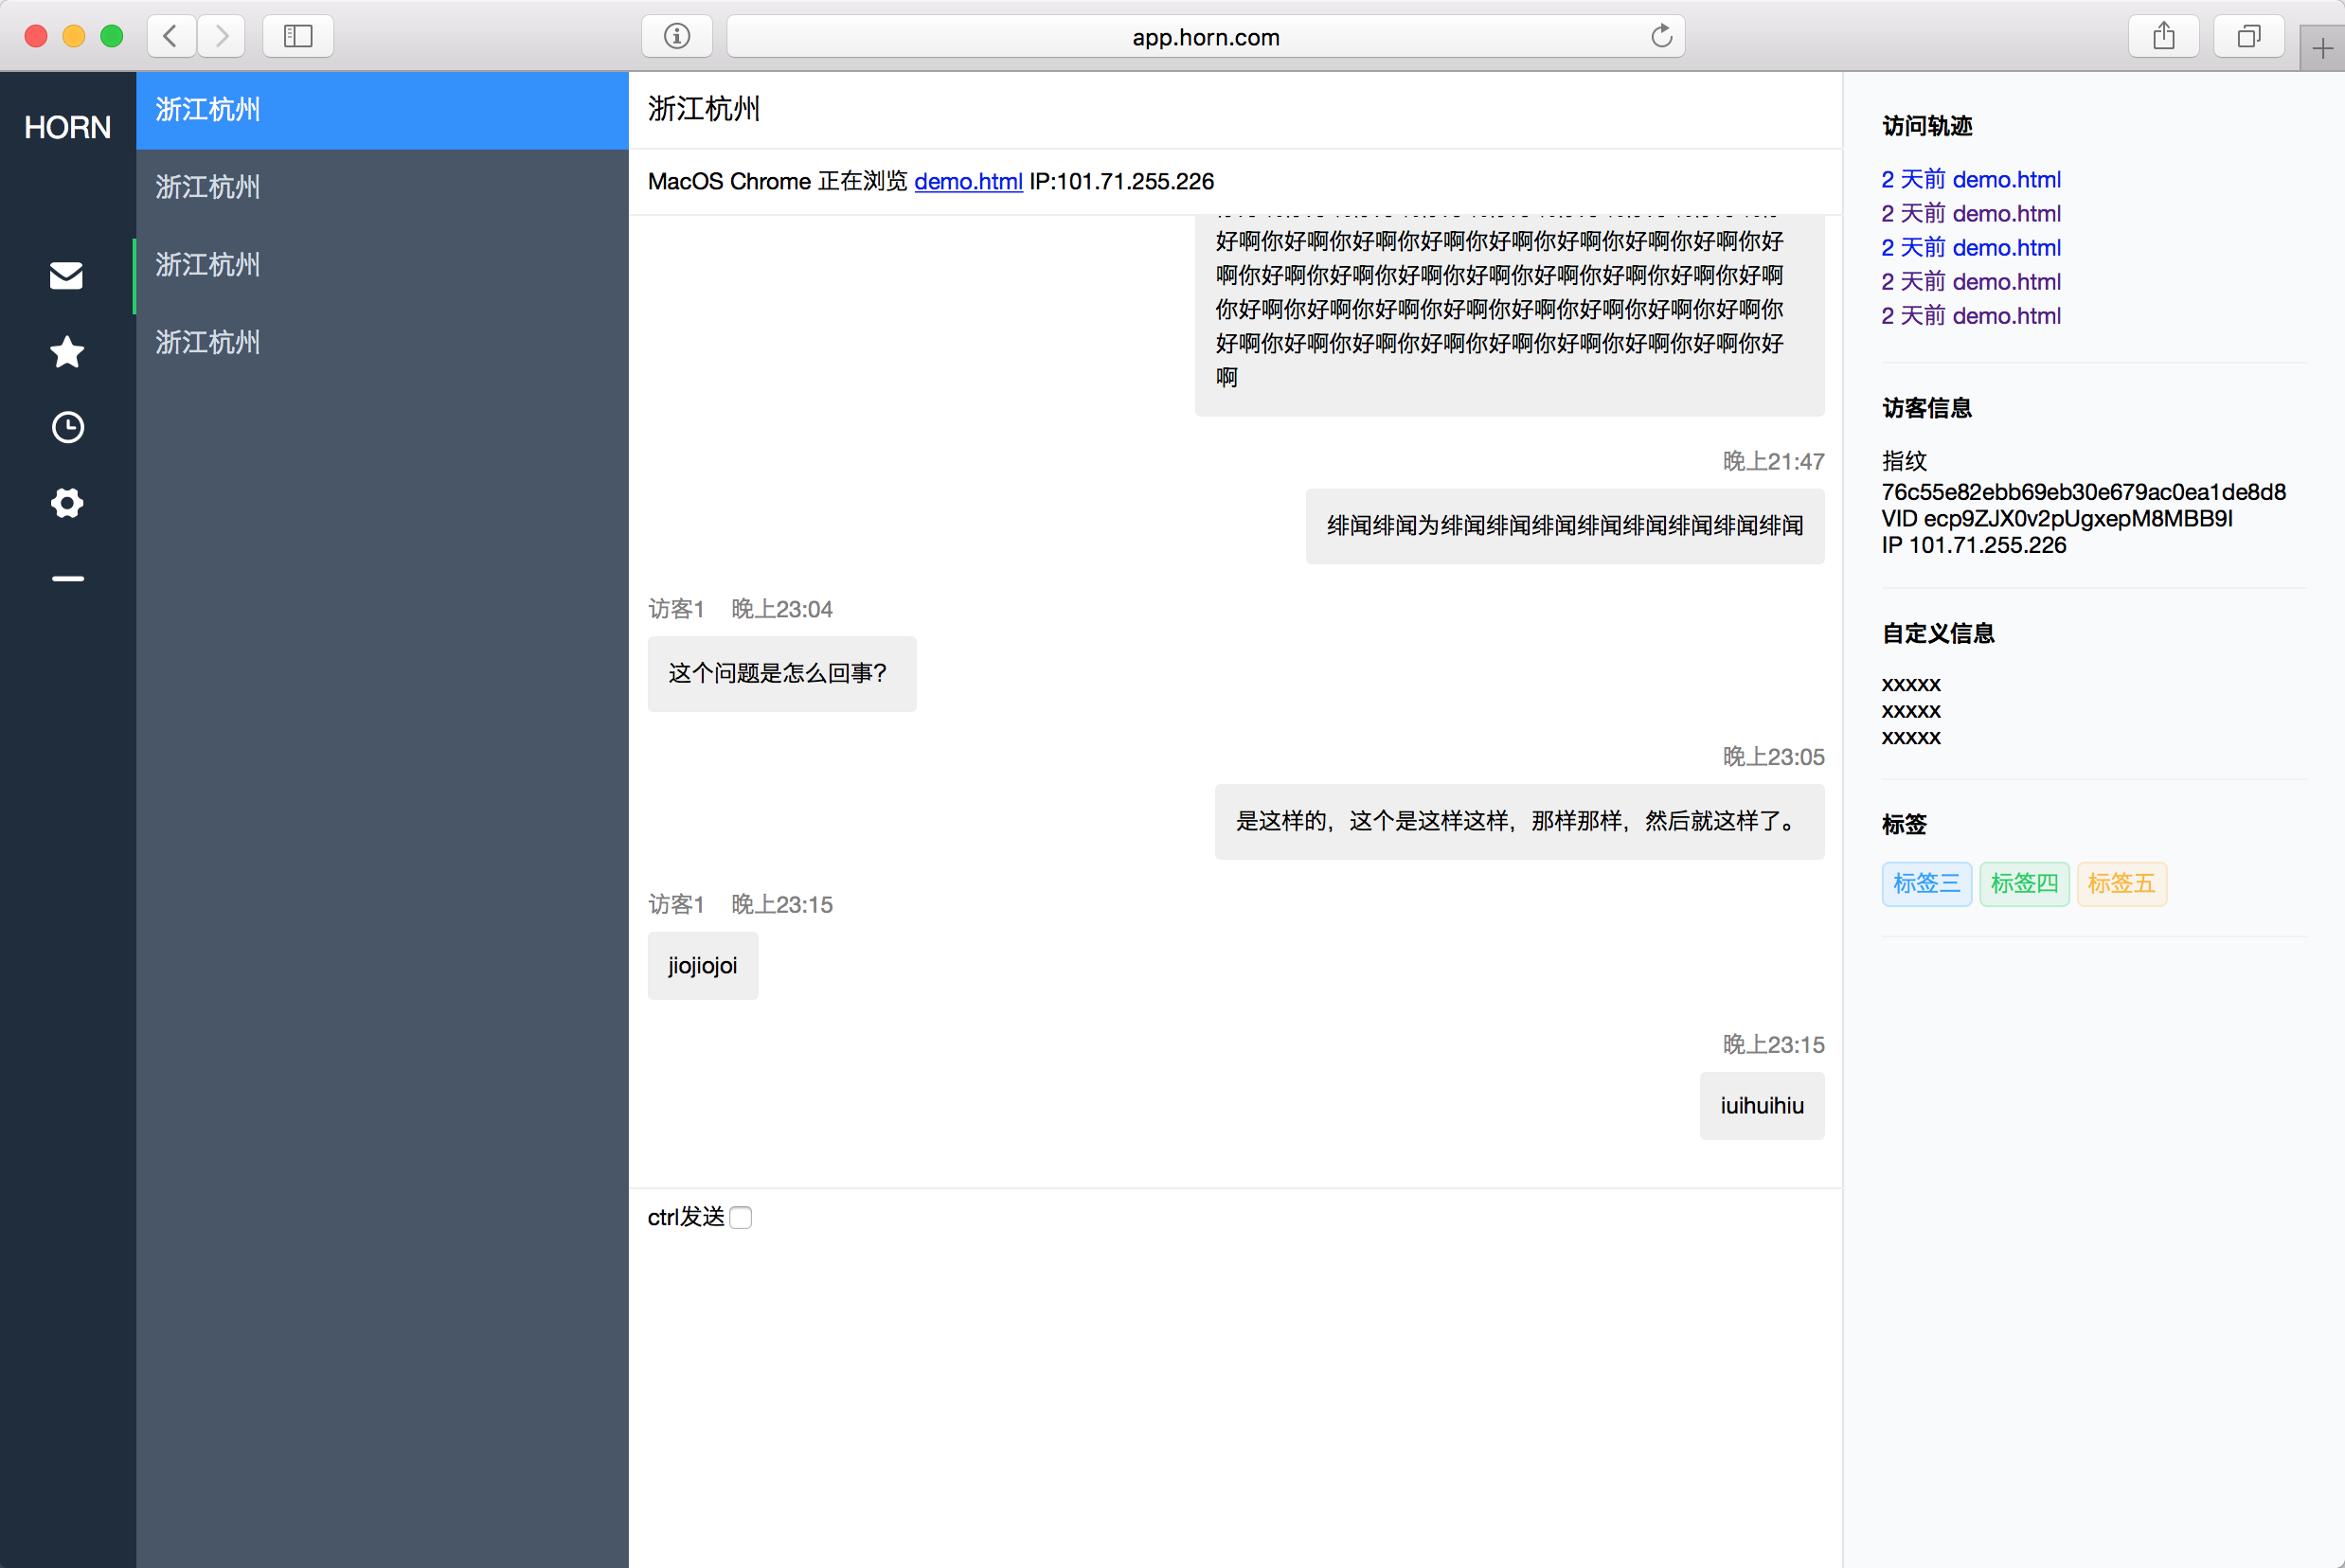 app.horn.com
HORN
浙江杭州
浙江杭州
浙江杭州
浙江杭州
浙江杭州
MacOS Chrome 正在浏览 demo.html IP:101.71.255.226
好啊你好啊你好啊你好啊你好啊你好啊你好啊你好啊你好
啊你好啊你好啊你好啊你好啊你好啊你好啊你好啊你好啊
你好啊你好啊你好啊你好啊你好啊你好啊你好啊你好啊你
好啊你好啊你好啊你好啊你好啊你好啊你好啊你好啊你好
啊
晚上21:47
绯闻绯闻为绯闻绯闻绯闻绯闻绯闻绯闻绯闻绯闻
访客1 晚上23:04
这个问题是怎么回事？
晚上23:05
是这样的，这个是这样这样，那样那样，然后就这样了。
访客1 晚上23:15
jiojiojoi
晚上23:15
iuihuihiu
ctrl发送
访问轨迹
2 天前 demo.html
2 天前 demo.html
2 天前 demo.html
2 天前 demo.html
2 天前 demo.html
访客信息
指纹
76c55e82ebb69eb30e679ac0ea1de8d8
VID ecp9ZJX0v2pUgxepM8MBB9I
IP 101.71.255.226
自定义信息
xxxxx
xxxxx
xxxxx
标签
标签三 标签四 标签五